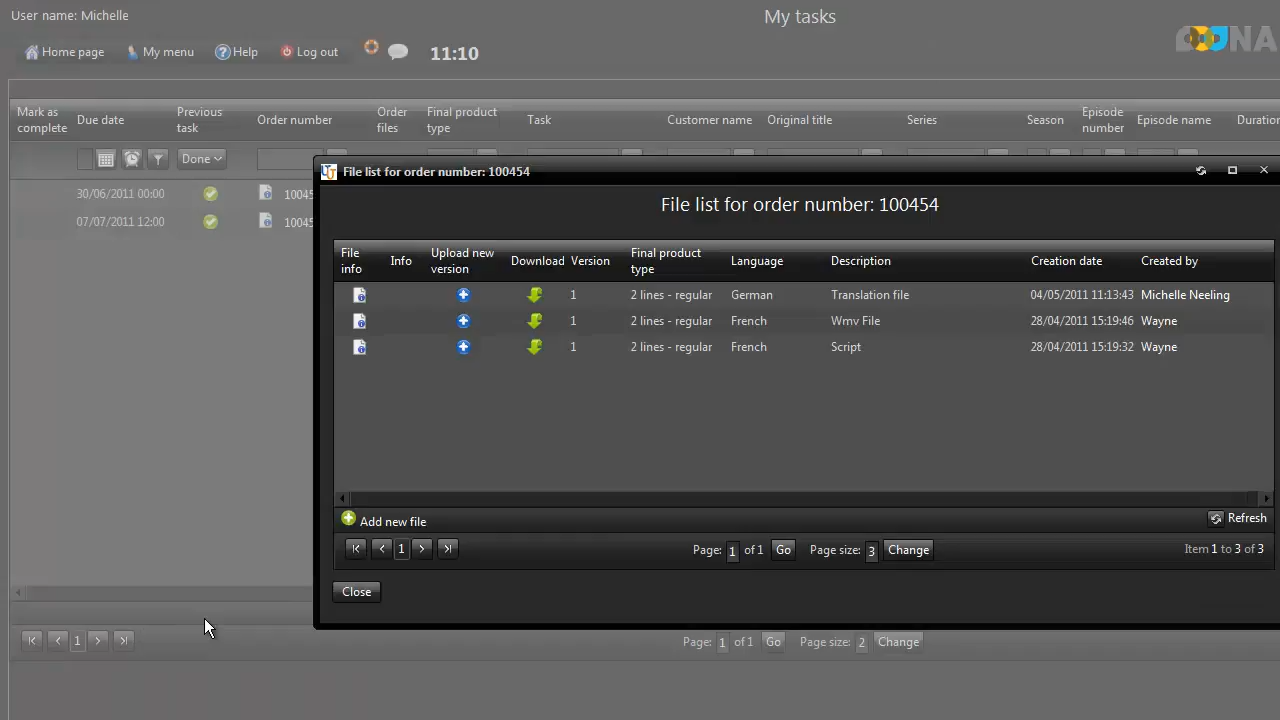 User name: Michelle
My tasks
Home page My menu Help Log out 11:10
Mark as complete Due date Previous task Order number Order files Final product type Task Customer name Original title Series Season Episode number Episode name
Done
30/06/2011 00:00
07/07/2011 12:00
File list for order number: 100454
File list for order number: 100454
File info Info Upload new version Download Version Final product type Language Description Creation date Created by
1 2 lines - regular German Translation file 04/05/2011 11:13:43 Michelle Neeling
1 2 lines - regular French Wmv File 28/04/2011 15:19:46 Wayne
1 2 lines - regular French Script 28/04/2011 15:19:32 Wayne
Add new file Refresh
1 Page: 1 of 1 Go Page size: 3 Change Item 1 to 3 of 3
Close
1 Page: 1 of 1 Go Page size: 2 Change